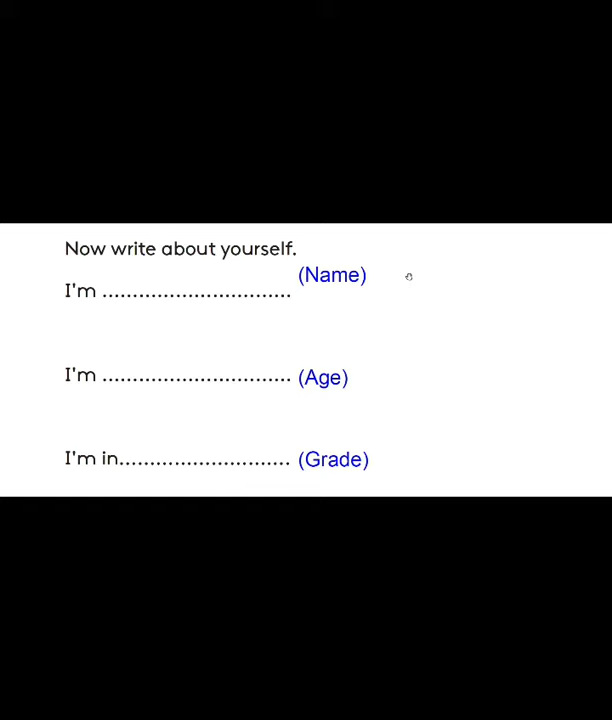 Now write about yourself.
I'm ............................... (Name)
I'm ............................... (Age)
I'm in............................ (Grade)